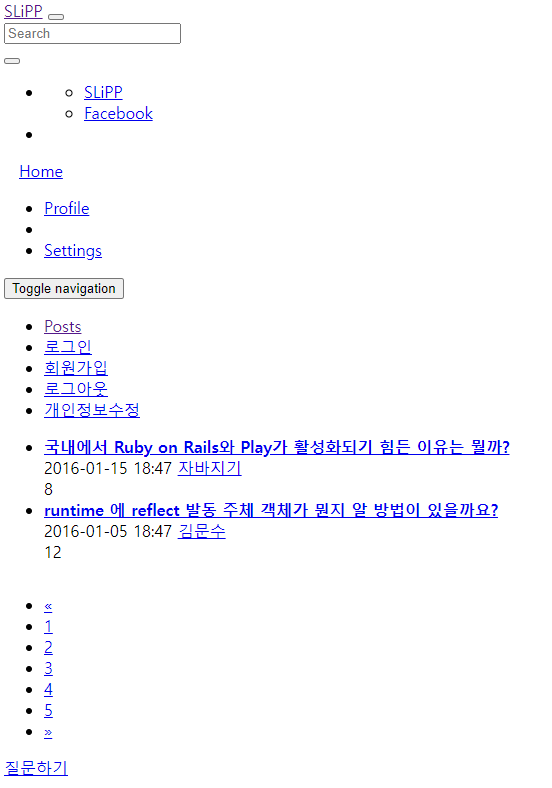 SLiPP
Search
SLiPP
Facebook
Home
Profile
Settings
Toggle navigation
Posts
로그인
회원가입
로그아웃
개인정보수정
국내에서 Ruby on Rails와 Play가 활성화되기 힘든 이유는 뭘까?
2016-01-15 18:47 자바지기
8
runtime 에 reflect 발동 주체 객체가 뭔지 알 방법이 있을까요?
2016-01-05 18:47 김문수
12
«
1
2
3
4
5
»
질문하기